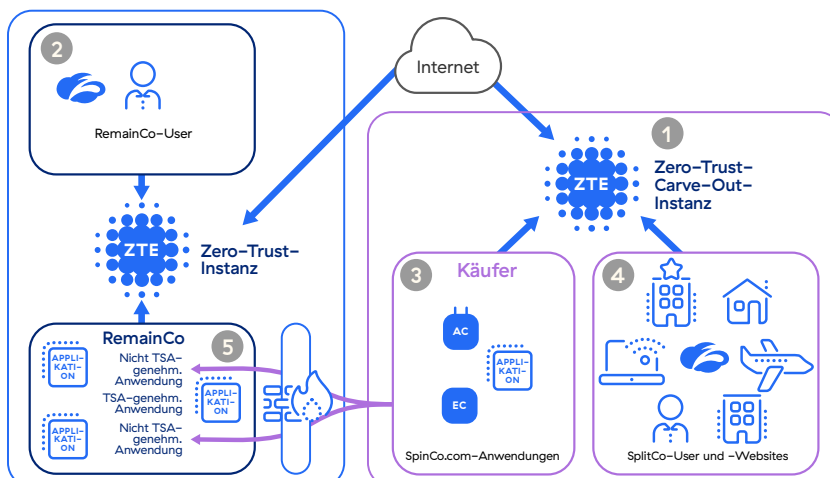 2
RemainCo-User
Internet
1
ZTE
Zero-Trust-
Carve-Out-
Instanz
ZTE
Zero-Trust-
Instanz
3
Käufer
AC
EC
APPLI-
KATI-
ON
SpinCo.com-Anwendungen
4
SplitCo-User und -Websites
RemainCo
5
APPLI-
KATI-
ON
Nicht TSA-
genehm.
Anwendung
TSA-genehm.
Anwendung
APPLI-
KATI-
ON
APPLI-
KATI-
ON
Nicht TSA-
genehm.
Anwendung